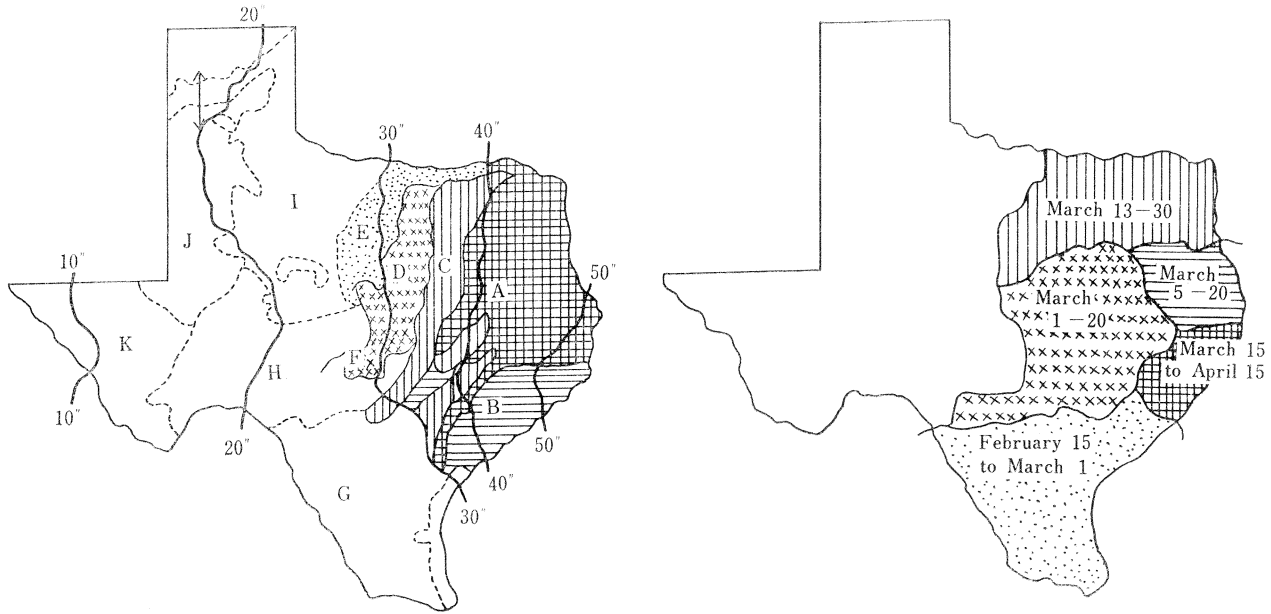 20"
30"
40"
I
E
J
D
C
10"
50"
A
K
F
H
10"
B
20"
50"
G
40"
30"
March 13—30
March
5—20
March
1—20
March 15
to April 15
February 15
to March 1